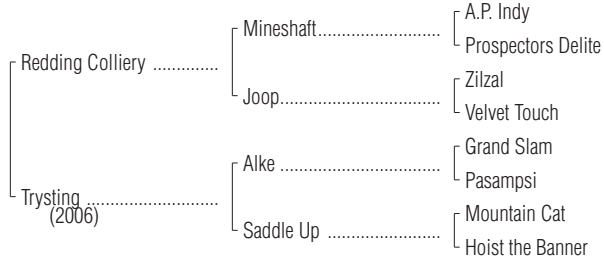 A.P. Indy
Mineshaft..............................
Prospectors Delite
Redding Colliery .............
Zilzal
Joop.......................................
Velvet Touch
Grand Slam
Alke .......................................
Pasampsi
Trysting ..........................
(2006)
Mountain Cat
Saddle Up ...........................
Hoist the Banner